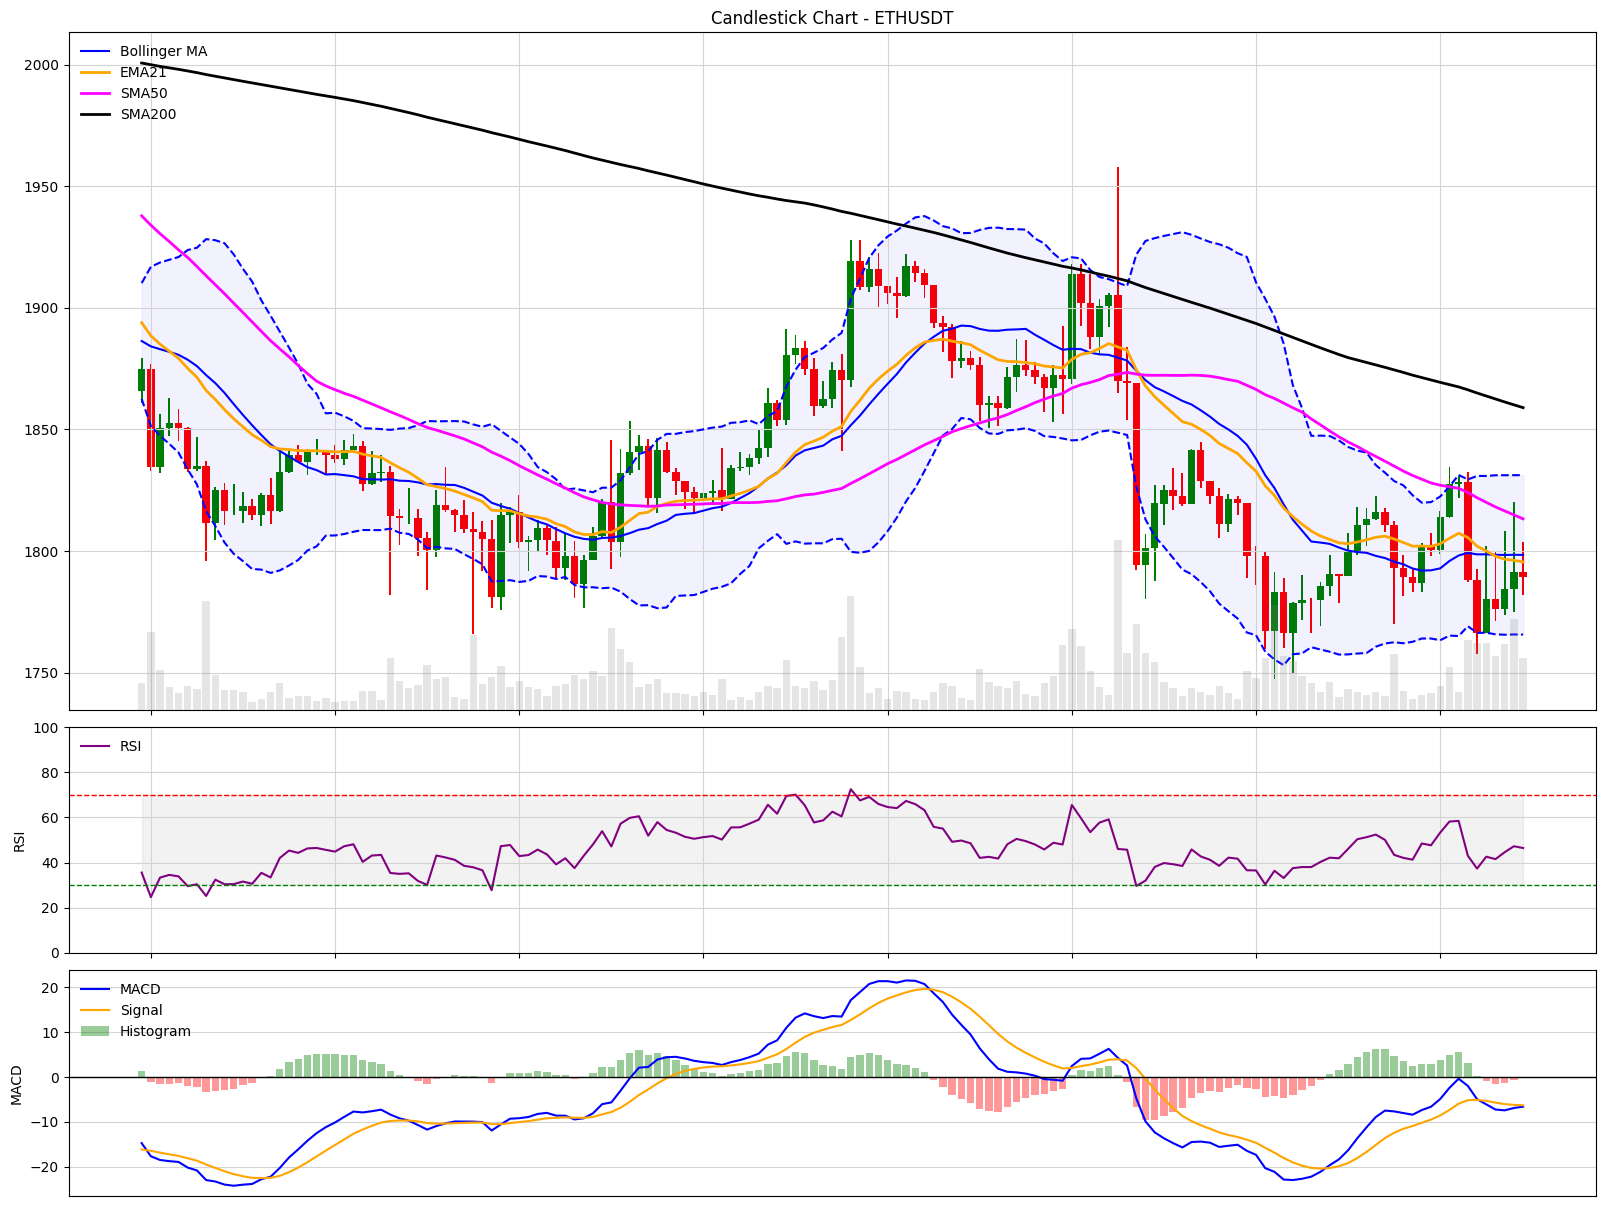 Candlestick Chart - ETHUSDT
Bollinger MA
EMA21
SMA50
SMA200
2000
1950
1900
1850
1800
1750
RSI
RSI
100
80
60
40
20
0
MACD
Signal
Histogram
MACD
20
10
0
−10
−20